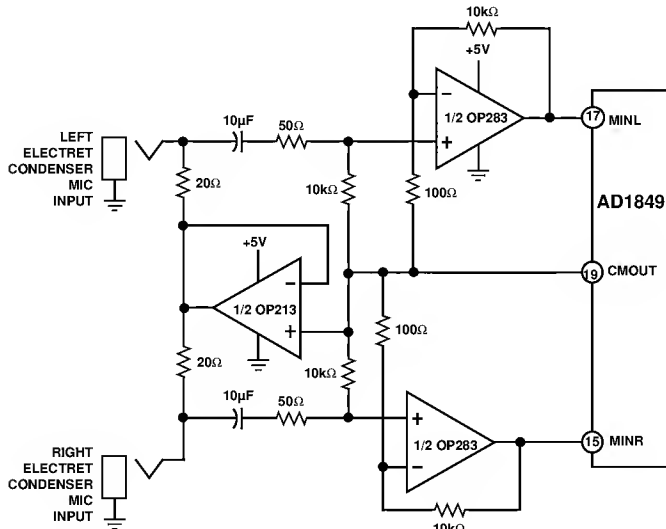 10kΩ
+5V
1/2 OP283
17
MINL
10µF
50Ω
LEFT
ELECTRET
CONDENSER
MIC
INPUT
20Ω
10kΩ
100Ω
AD1849
+5V
1/2 OP213
19
CMOUT
100Ω
20Ω
10kΩ
10µF
50Ω
1/2 OP283
15
MINR
RIGHT
ELECTRET
CONDENSER
MIC
INPUT
10kΩ